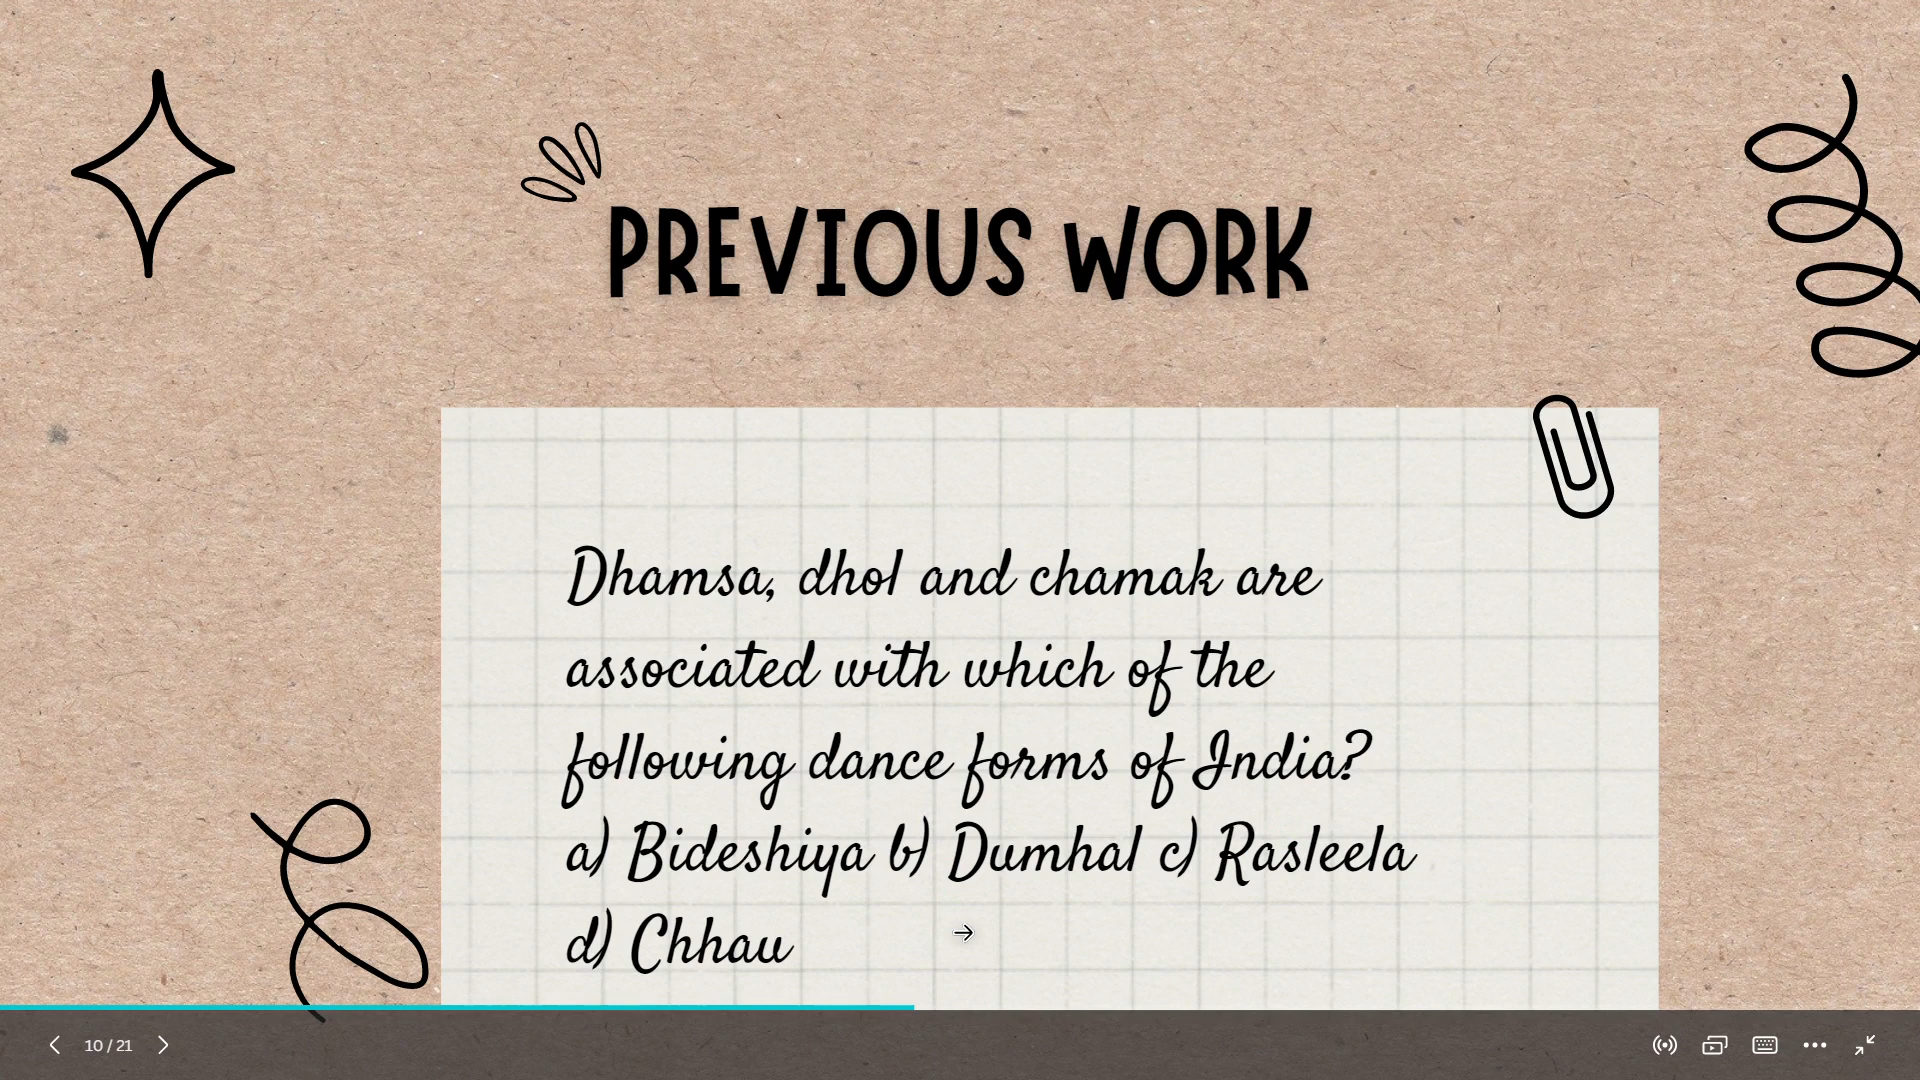 PREVIOUS WORK
Dhamsa, dhol and chamak are
associated with which of the
following dance forms of India?
a) Bideshiya b) Dumhal c) Rasleela
d) Chhau
10 / 21